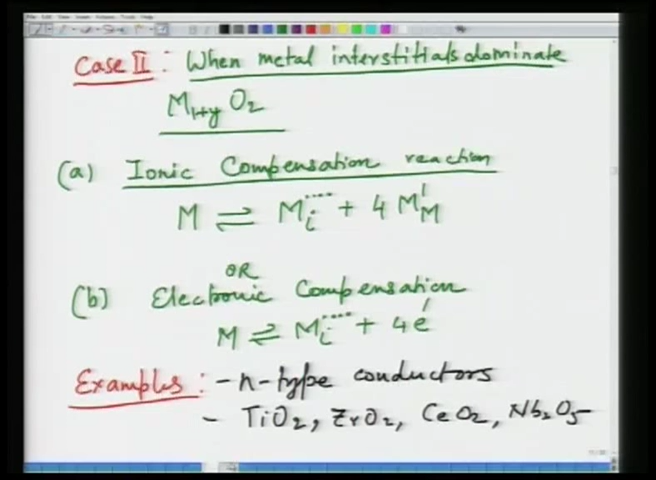 Case II : When metal interstitials dominate
M₁₊yO₂
(a) Ionic Compensation reaction
M ⇌ Mᵢ˙˙˙˙ + 4 M'M
OR
(b) Electronic Compensation
M ⇌ Mᵢ˙˙˙˙ + 4e'
Examples : - n-type conductors
- TiO₂, ZrO₂, CeO₂, Nb₂O₅